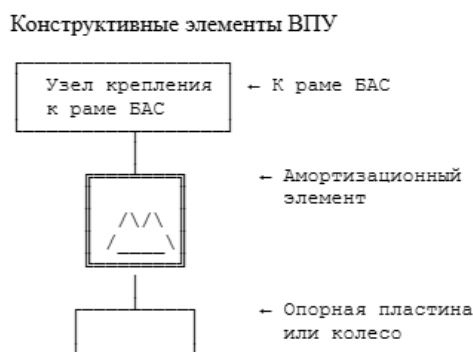 Конструктивные элементы ВПУ
Узел крепления ← К раме БАС
к раме БАС
← Амортизационный
элемент
← Опорная пластина
или колесо